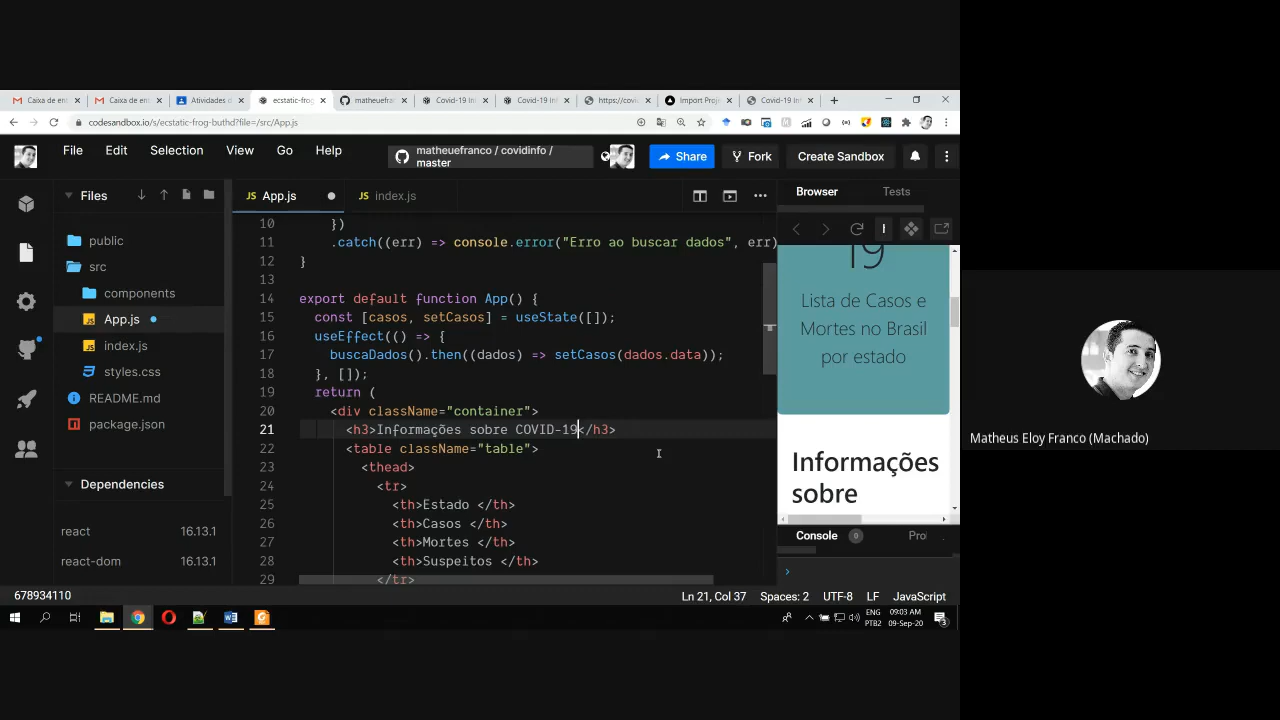 Caixa de en
Caixa de en
Atividades d
ecstatic-frog
matheuefran
Covid-19 Inf
Covid-19 Inf
https://covid
Import Proje
Covid-19 Inf
codesandbox.io/s/ecstatic-frog-buthd?file=/src/App.js
File Edit Selection View Go Help
matheuefranco / covidinfo / master
Share
Fork
Create Sandbox
Files
JS App.js
JS index.js
Browser
Tests
public
src
components
App.js
index.js
styles.css
README.md
package.json
Dependencies
react 16.13.1
react-dom 16.13.1
10 })
11 .catch((err) => console.error("Erro ao buscar dados", err)
12 }
13
14 export default function App() {
15 const [casos, setCasos] = useState([]);
16 useEffect(() => {
17 buscaDados().then((dados) => setCasos(dados.data));
18 }, []);
19 return (
20 <div className="container">
21 <h3>Informações sobre COVID-19</h3>
22 <table className="table">
23 <thead>
24 <tr>
25 <th>Estado </th>
26 <th>Casos </th>
27 <th>Mortes </th>
28 <th>Suspeitos </th>
29 </tr>
19
Lista de Casos e
Mortes no Brasil
por estado
Informações
sobre
Console 0
Pro
678934110
Ln 21, Col 37 Spaces: 2 UTF-8 LF JavaScript
ENG
PTB2
09:03 AM
09-Sep-20
3
Matheus Eloy Franco (Machado)